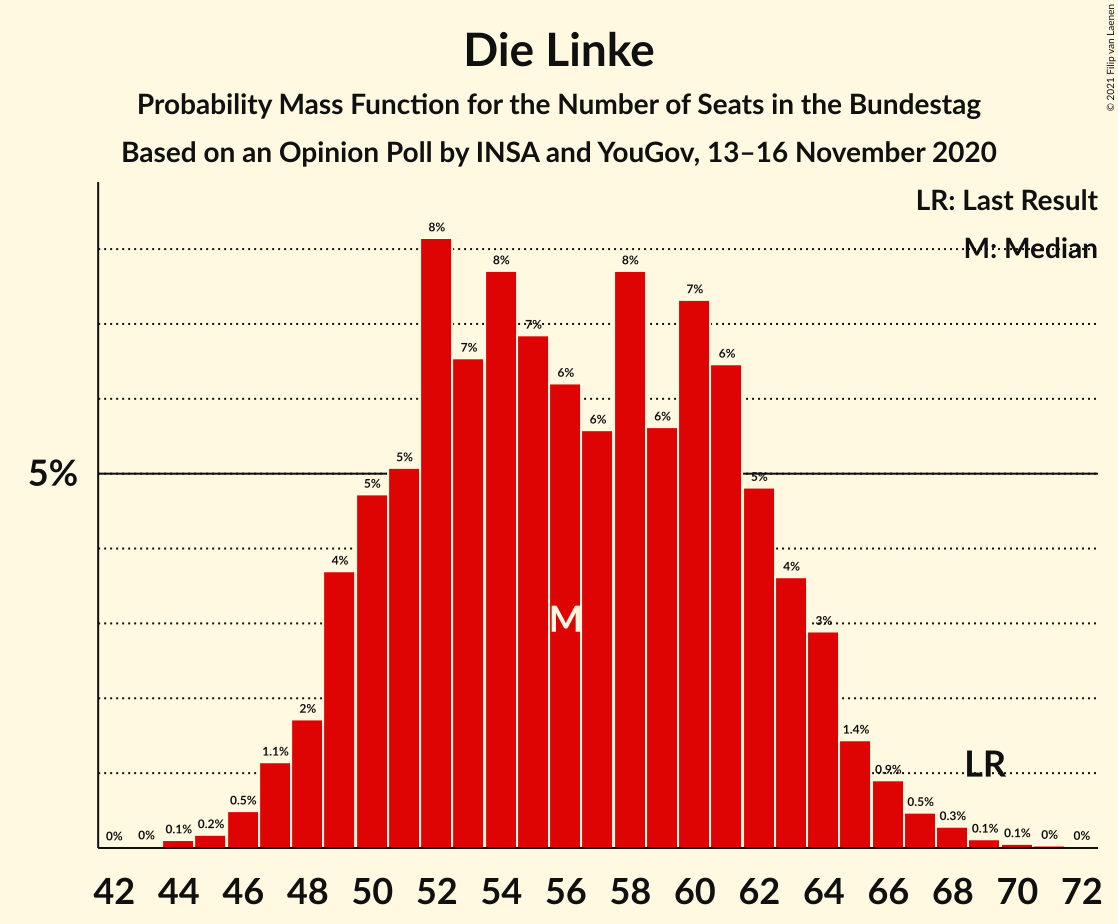 Die Linke
Probability Mass Function for the Number of Seats in the Bundestag
Based on an Opinion Poll by INSA and YouGov, 13–16 November 2020
© 2021 Filip van Laenen
LR: Last Result
M: Median
5%
0% 0% 0.1% 0.2% 0.5% 1.1% 2% 4% 5% 5% 8% 7% 8% 7% 6% 6% 8% 6% 7% 6% 5% 4% 3% 1.4% 0.9% 0.5% 0.3% 0.1% 0.1% 0% 0%
M
LR
42 44 46 48 50 52 54 56 58 60 62 64 66 68 70 72